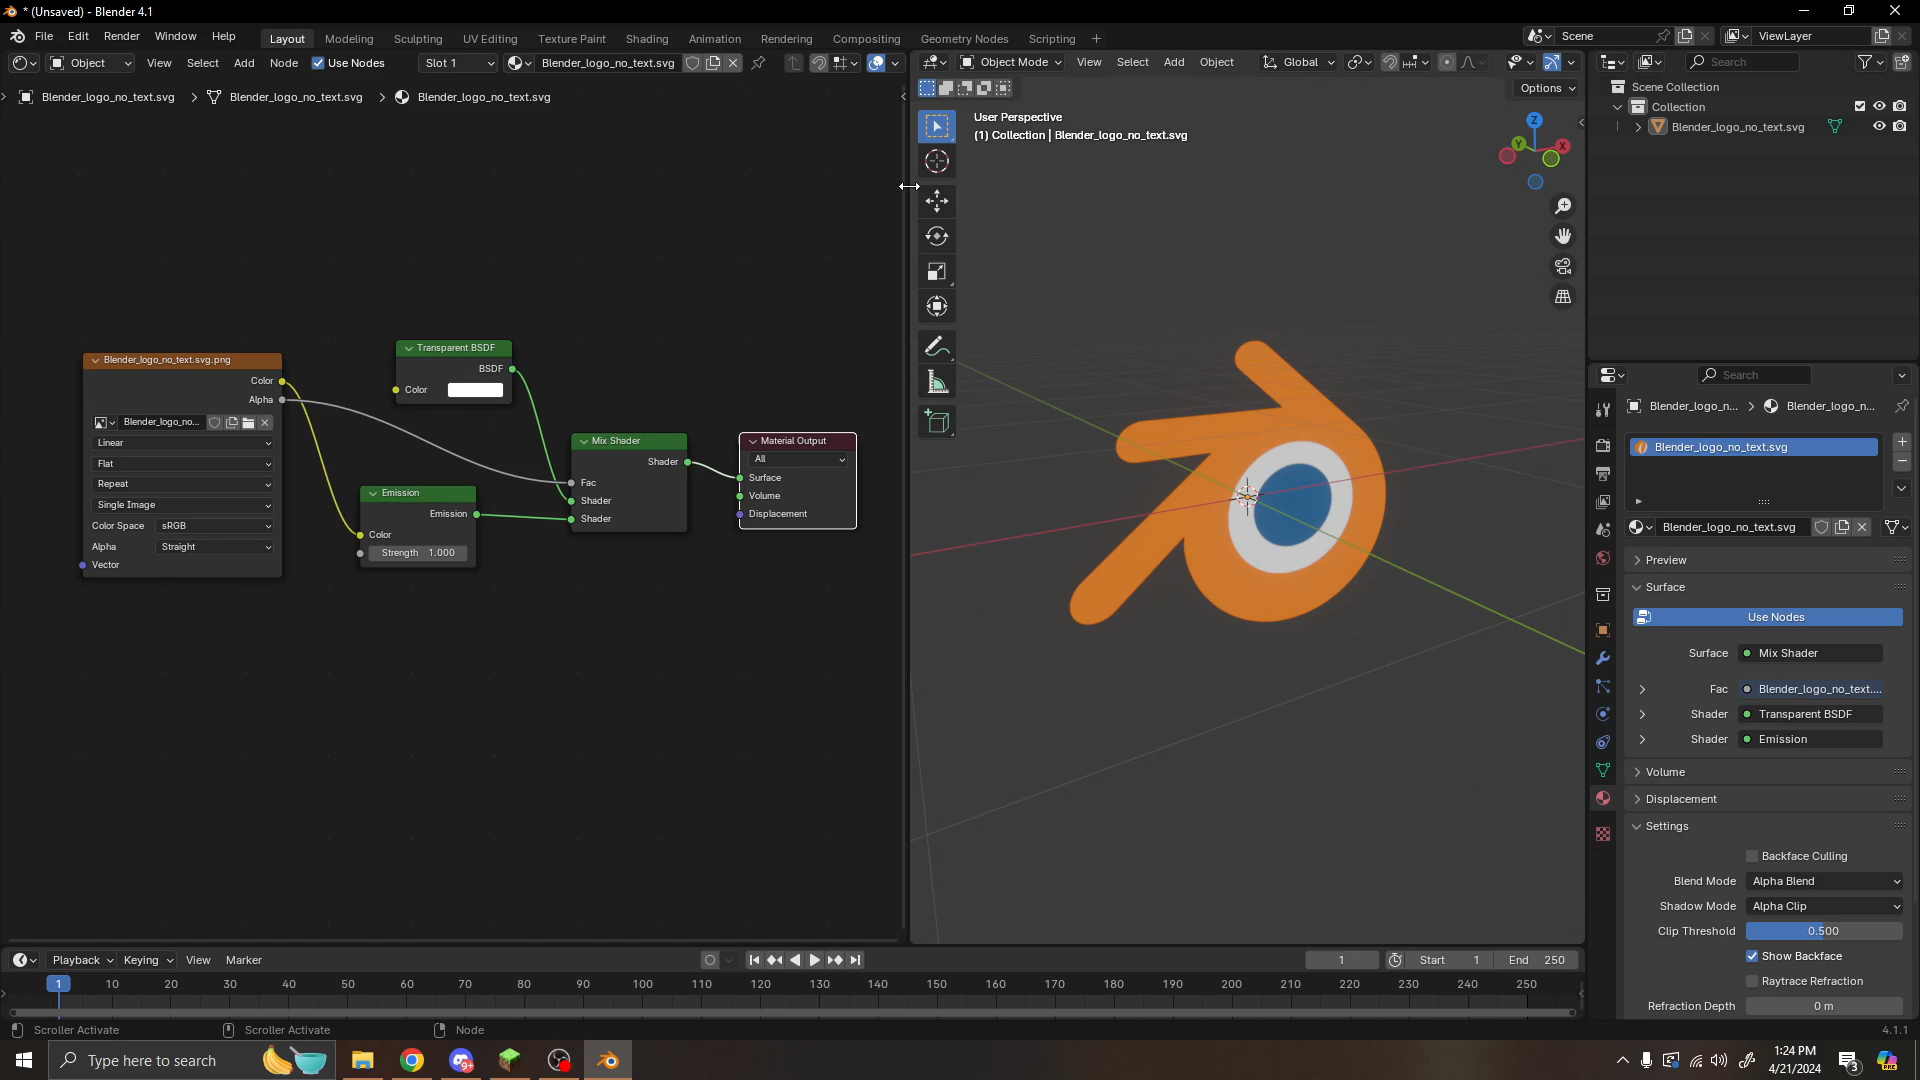 * (Unsaved) - Blender 4.1
File Edit Render Window Help Layout Modeling Sculpting UV Editing Texture Paint Shading Animation Rendering Compositing Geometry Nodes Scripting + Scene ViewLayer
Object View Select Add Node Use Nodes Slot 1 Blender_logo_no_text.svg
Blender_logo_no_text.svg > Blender_logo_no_text.svg > Blender_logo_no_text.svg
Blender_logo_no_text.svg.png
Color
Alpha
Blender_logo_no...
Linear
Flat
Repeat
Single Image
Color Space sRGB
Alpha Straight
Vector
Transparent BSDF
BSDF
Color
Emission
Emission
Color
Strength 1.000
Mix Shader
Shader
Fac
Shader
Shader
Material Output
All
Surface
Volume
Displacement
Object Mode View Select Add Object Global
Options
User Perspective
(1) Collection | Blender_logo_no_text.svg
Z
Y
X
Search
Scene Collection
Collection
Blender_logo_no_text.svg
Search
Blender_logo_n... > Blender_logo_n...
Blender_logo_no_text.svg
Blender_logo_no_text.svg
Preview
Surface
Use Nodes
Surface Mix Shader
Fac Blender_logo_no_text....
Shader Transparent BSDF
Shader Emission
Volume
Displacement
Settings
Backface Culling
Blend Mode Alpha Blend
Shadow Mode Alpha Clip
Clip Threshold 0.500
Show Backface
Raytrace Refraction
Refraction Depth 0 m
Playback Keying View Marker 1 Start 1 End 250
1 10 20 30 40 50 60 70 80 90 100 110 120 130 140 150 160 170 180 190 200 210 220 230 240 250
Scroller Activate Scroller Activate Node 4.1.1
Type here to search
9+
1:24 PM
4/21/2024
3
PRE